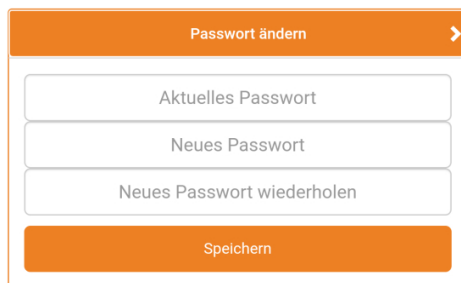 Passwort ändern
Aktuelles Passwort
Neues Passwort
Neues Passwort wiederholen
Speichern